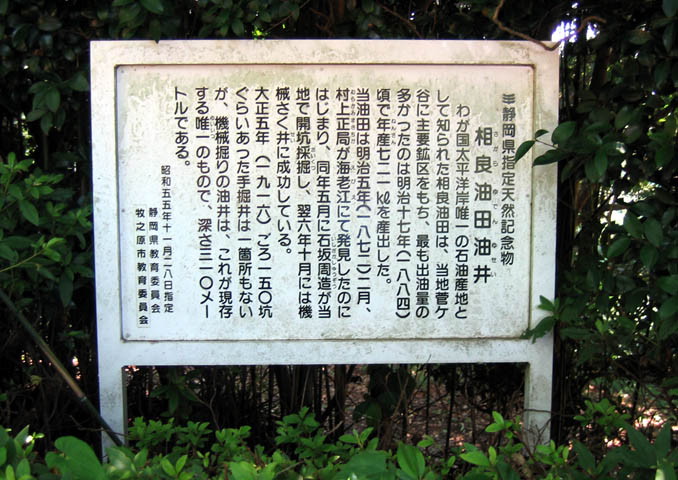 静岡県指定天然記念物
相良油田油井
わが国太平洋岸唯一の石油産地と
して知られた相良油田は、当地菅ケ
谷に主要鉱区をもち、最も出油量の
多かったのは明治十七年(一八八四)
頃で年産七二一㎘を産出した。
当油田は明治五年(一八七二)二月、
村上正局が海老江にて発見したのに
はじまり、同年五月に石坂周造が当
地で開坑採掘し、翌六年十月には機
械さく井に成功している。
大正五年(一九一六)ごろ一五〇坑
ぐらいあった手掘井は一箇所もない
が、機械掘りの油井は、これが現存
する唯一のもので、深さ三一〇メー
トルである。
昭和五五年十一月二八日指定
静岡県教育委員会
牧之原市教育委員会